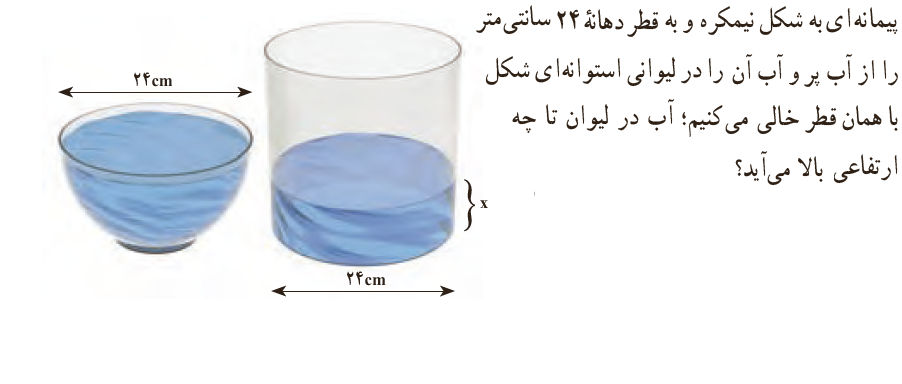 پیمانه‌ای به شکل نیمکره و به قطر دهانهٔ ۲۴ سانتی‌متر
را از آب پر و آب آن را در لیوانی استوانه‌ای شکل
با همان قطر خالی می‌کنیم؛ آب در لیوان تا چه
ارتفاعی بالا می‌آید؟
۲۴cm
x
۲۴cm